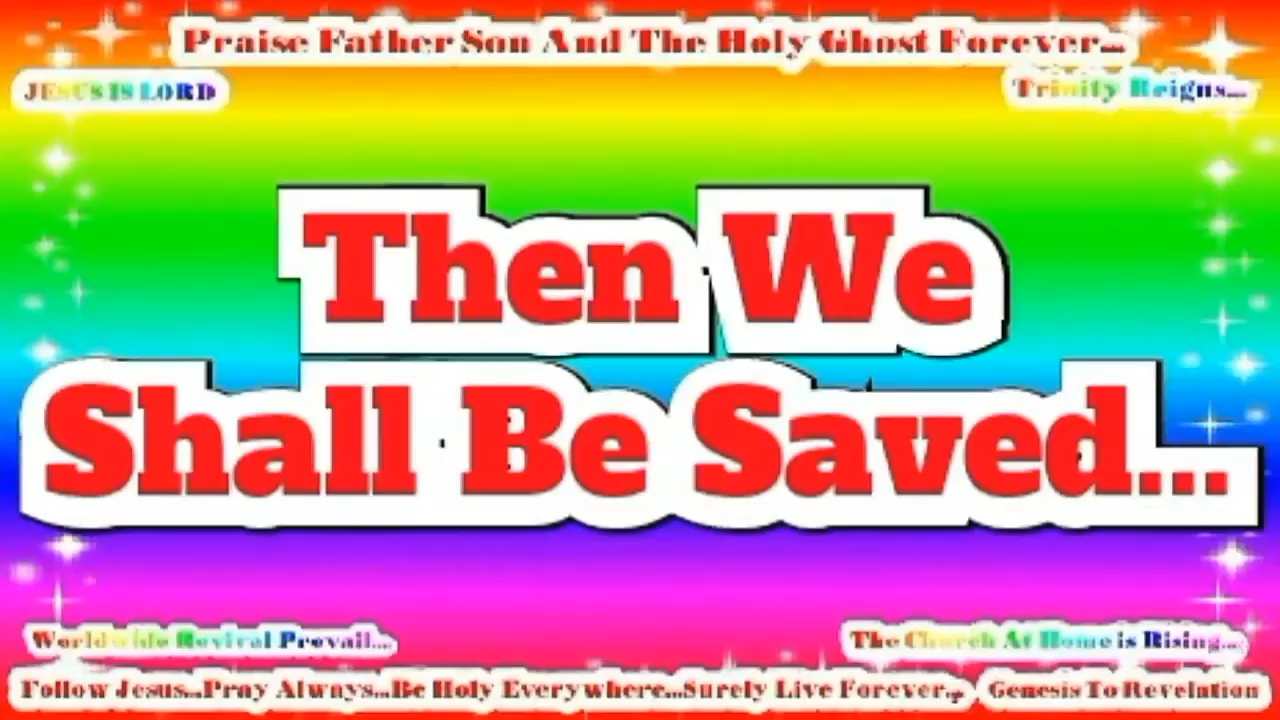 Praise Father Son And The Holy Ghost Forever...
JESUS IS LORD
Trinity Reigns...
Then We
Shall Be Saved...
Worldwide Revival Prevail...
The Church At Home is Rising...
Follow Jesus...Pray Always...Be Holy Everywhere...Surely Live Forever...,
Genesis To Revelation